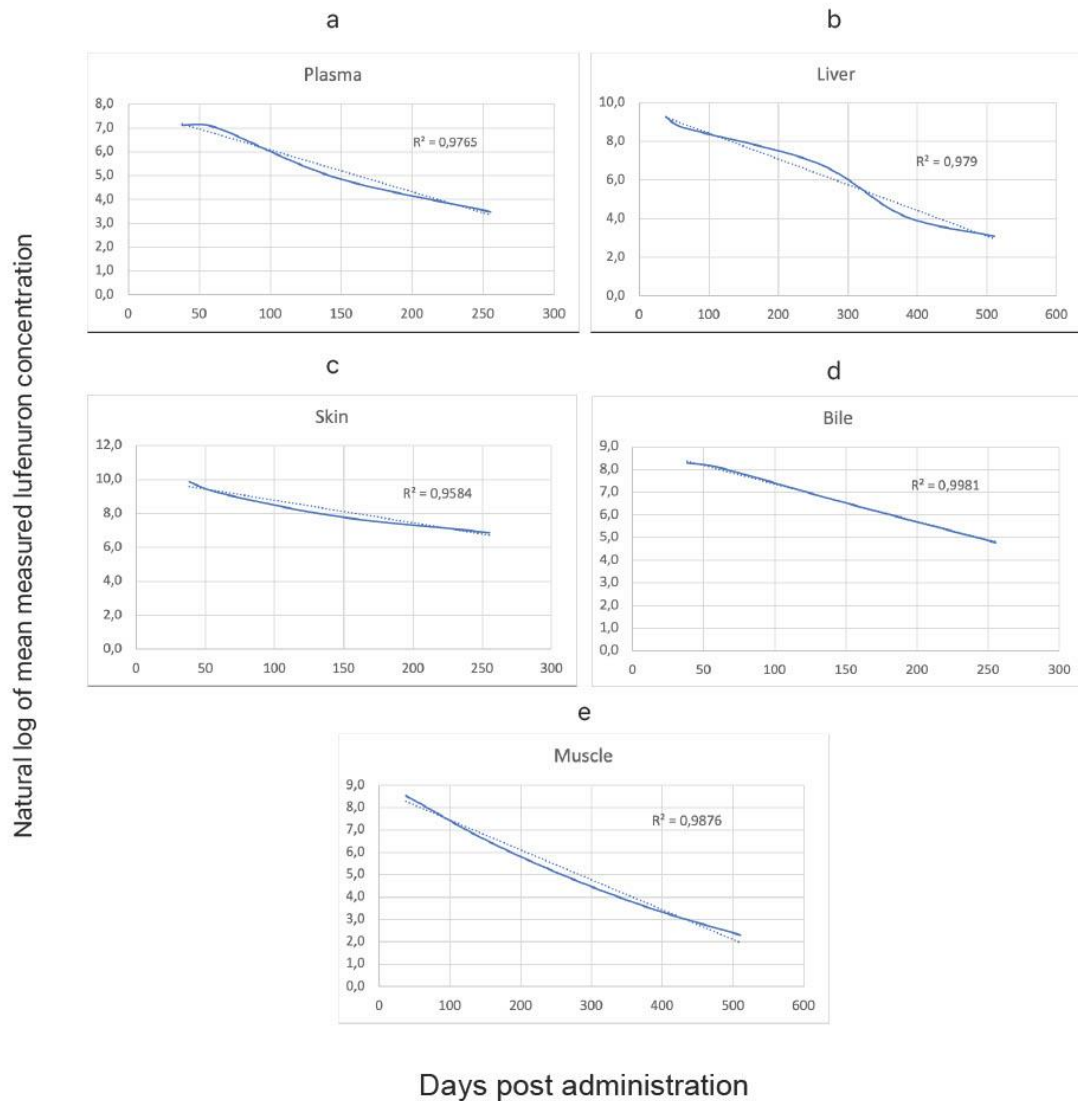 a
b
Plasma
8,0
7,0
6,0
5,0
4,0
3,0
2,0
1,0
0,0
R² = 0,9765
0 50 100 150 200 250 300
Liver
10,0
8,0
6,0
4,0
2,0
0,0
R² = 0,979
0 100 200 300 400 500 600
c
d
Skin
12,0
10,0
8,0
6,0
4,0
2,0
0,0
R² = 0,9584
0 50 100 150 200 250 300
Bile
9,0
8,0
7,0
6,0
5,0
4,0
3,0
2,0
1,0
0,0
R² = 0,9981
0 50 100 150 200 250 300
e
Muscle
9,0
8,0
7,0
6,0
5,0
4,0
3,0
2,0
1,0
0,0
R² = 0,9876
0 100 200 300 400 500 600
Natural log of mean measured lufenuron concentration
Days post administration